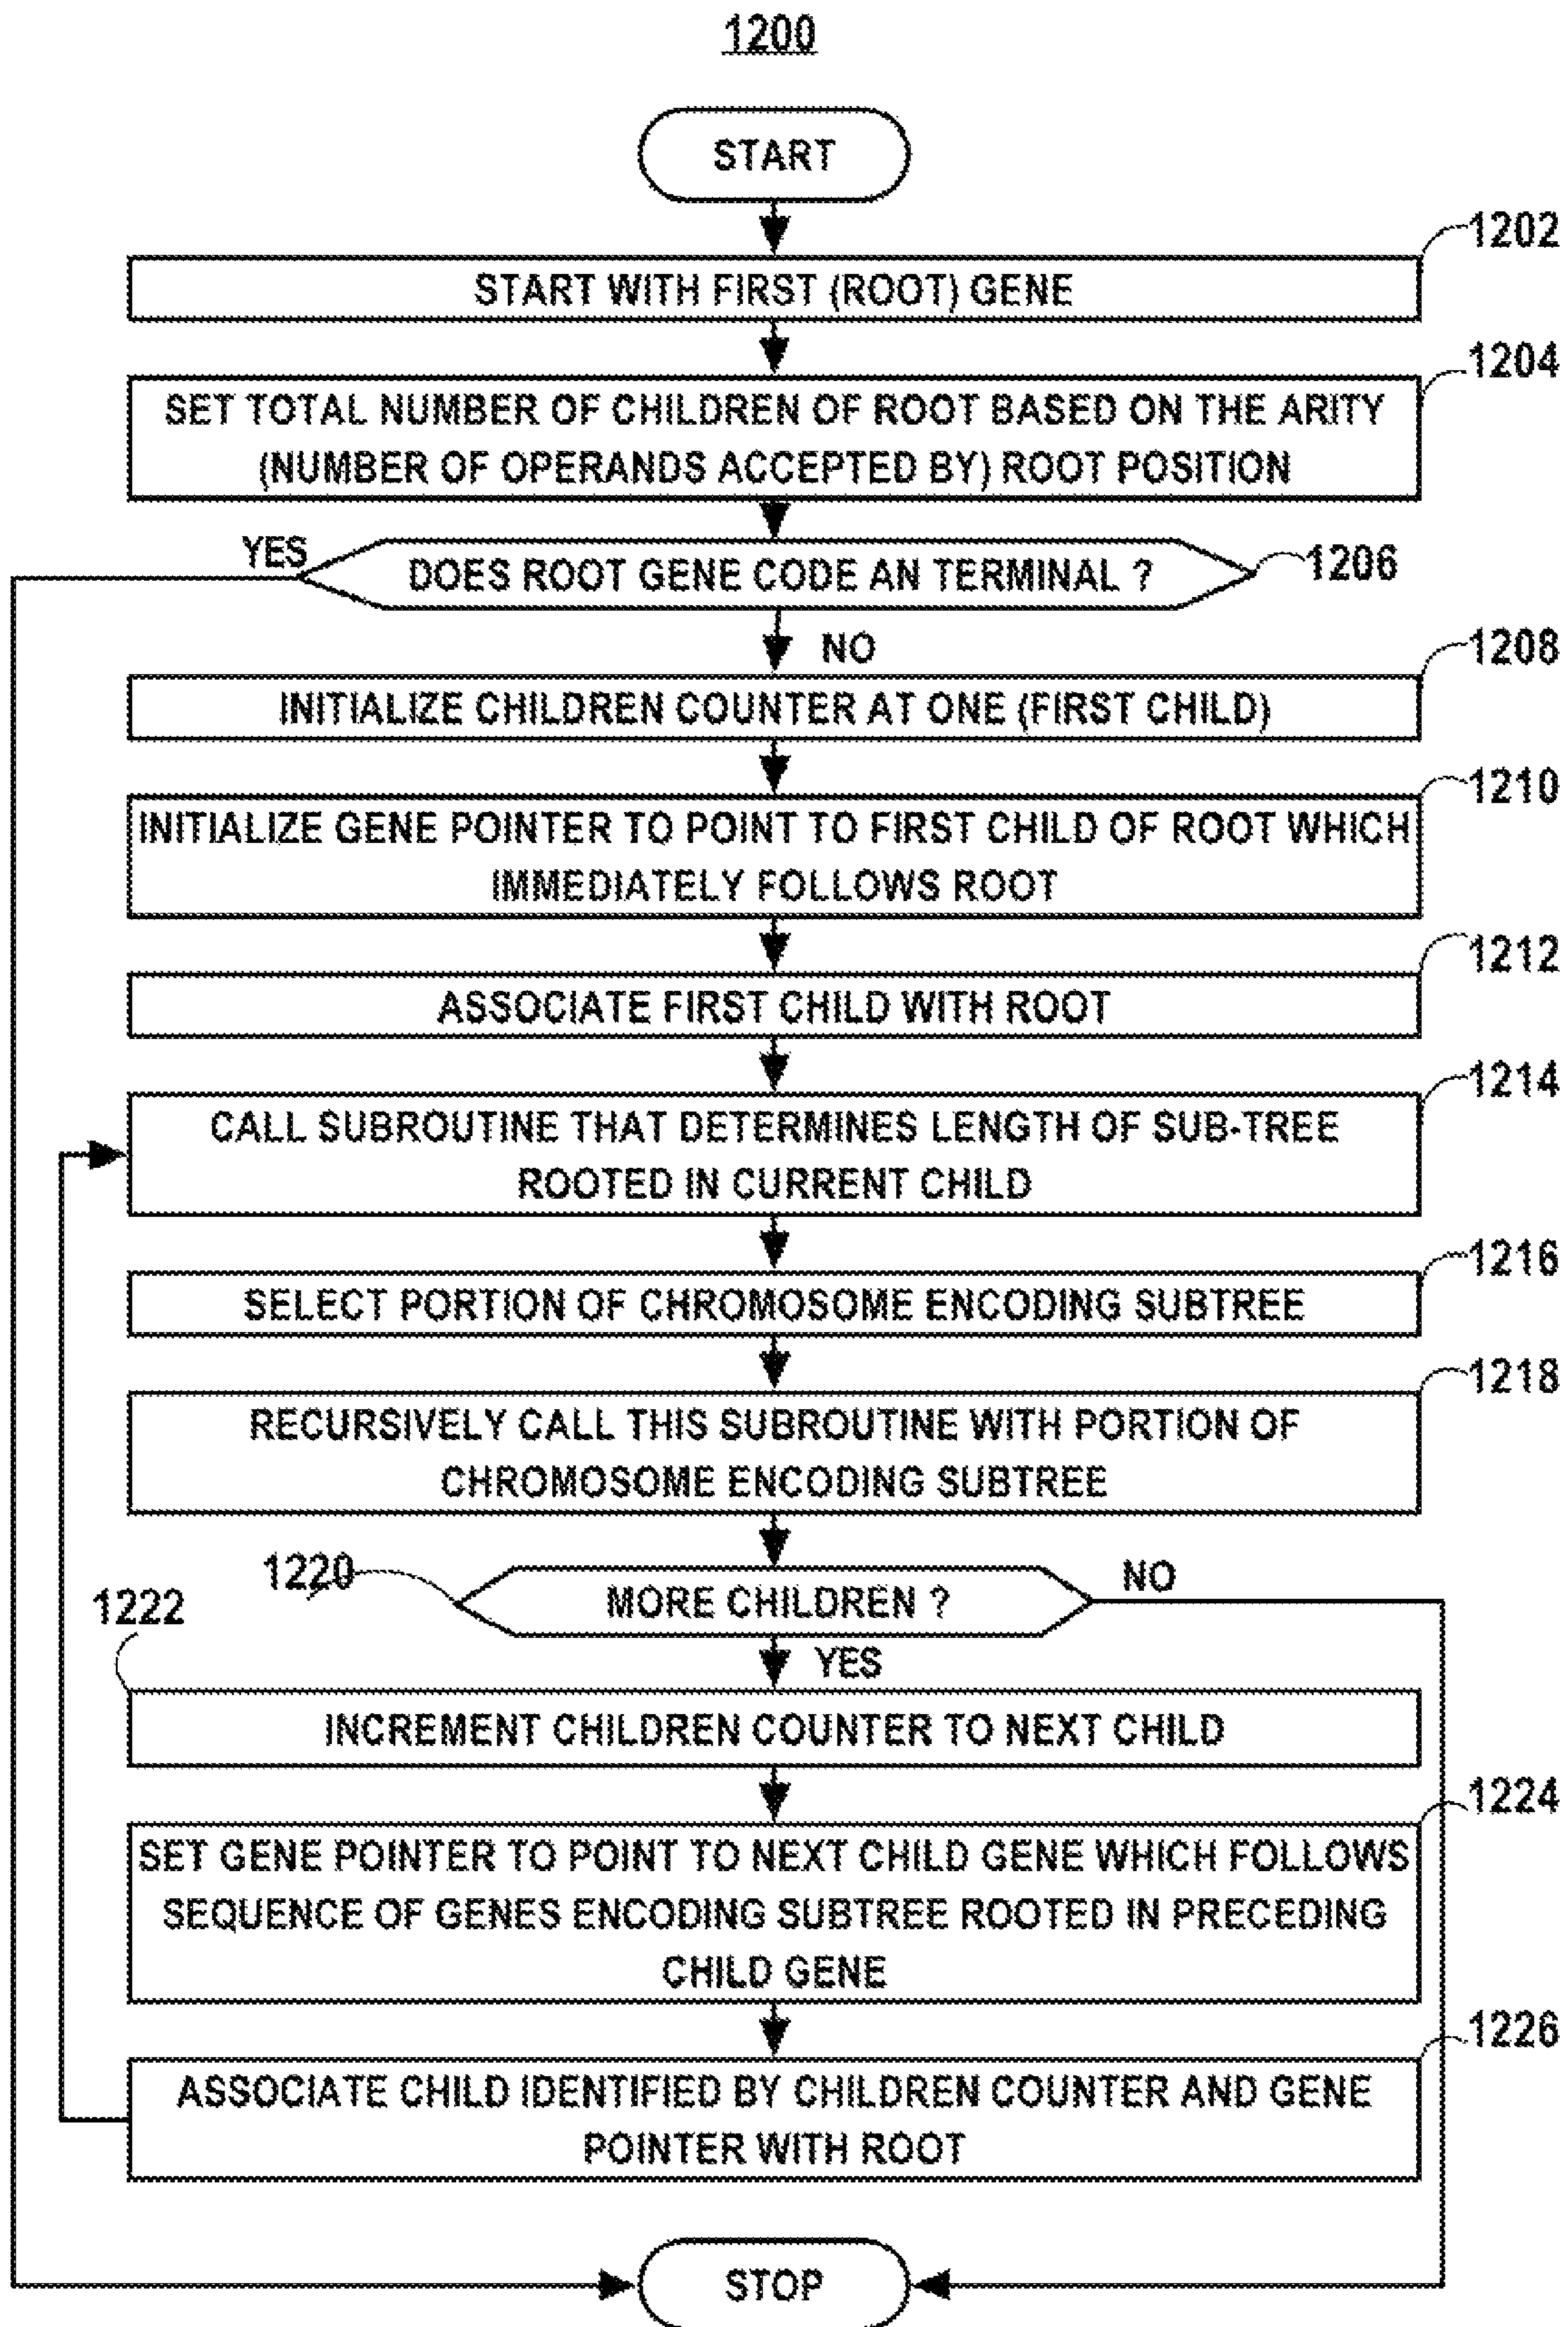 1200
START
1202
START WITH FIRST (ROOT) GENE
1204
SET TOTAL NUMBER OF CHILDREN OF ROOT BASED ON THE ARITY
(NUMBER OF OPERANDS ACCEPTED BY) ROOT POSITION
YES
DOES ROOT GENE CODE AN TERMINAL ?
1206
NO
1208
INITIALIZE CHILDREN COUNTER AT ONE (FIRST CHILD)
1210
INITIALIZE GENE POINTER TO POINT TO FIRST CHILD OF ROOT WHICH
IMMEDIATELY FOLLOWS ROOT
1212
ASSOCIATE FIRST CHILD WITH ROOT
1214
CALL SUBROUTINE THAT DETERMINES LENGTH OF SUB-TREE
ROOTED IN CURRENT CHILD
1216
SELECT PORTION OF CHROMOSOME ENCODING SUBTREE
1218
RECURSIVELY CALL THIS SUBROUTINE WITH PORTION OF
CHROMOSOME ENCODING SUBTREE
1220
MORE CHILDREN ?
NO
1222
YES
INCREMENT CHILDREN COUNTER TO NEXT CHILD
1224
SET GENE POINTER TO POINT TO NEXT CHILD GENE WHICH FOLLOWS
SEQUENCE OF GENES ENCODING SUBTREE ROOTED IN PRECEDING
CHILD GENE
1226
ASSOCIATE CHILD IDENTIFIED BY CHILDREN COUNTER AND GENE
POINTER WITH ROOT
STOP